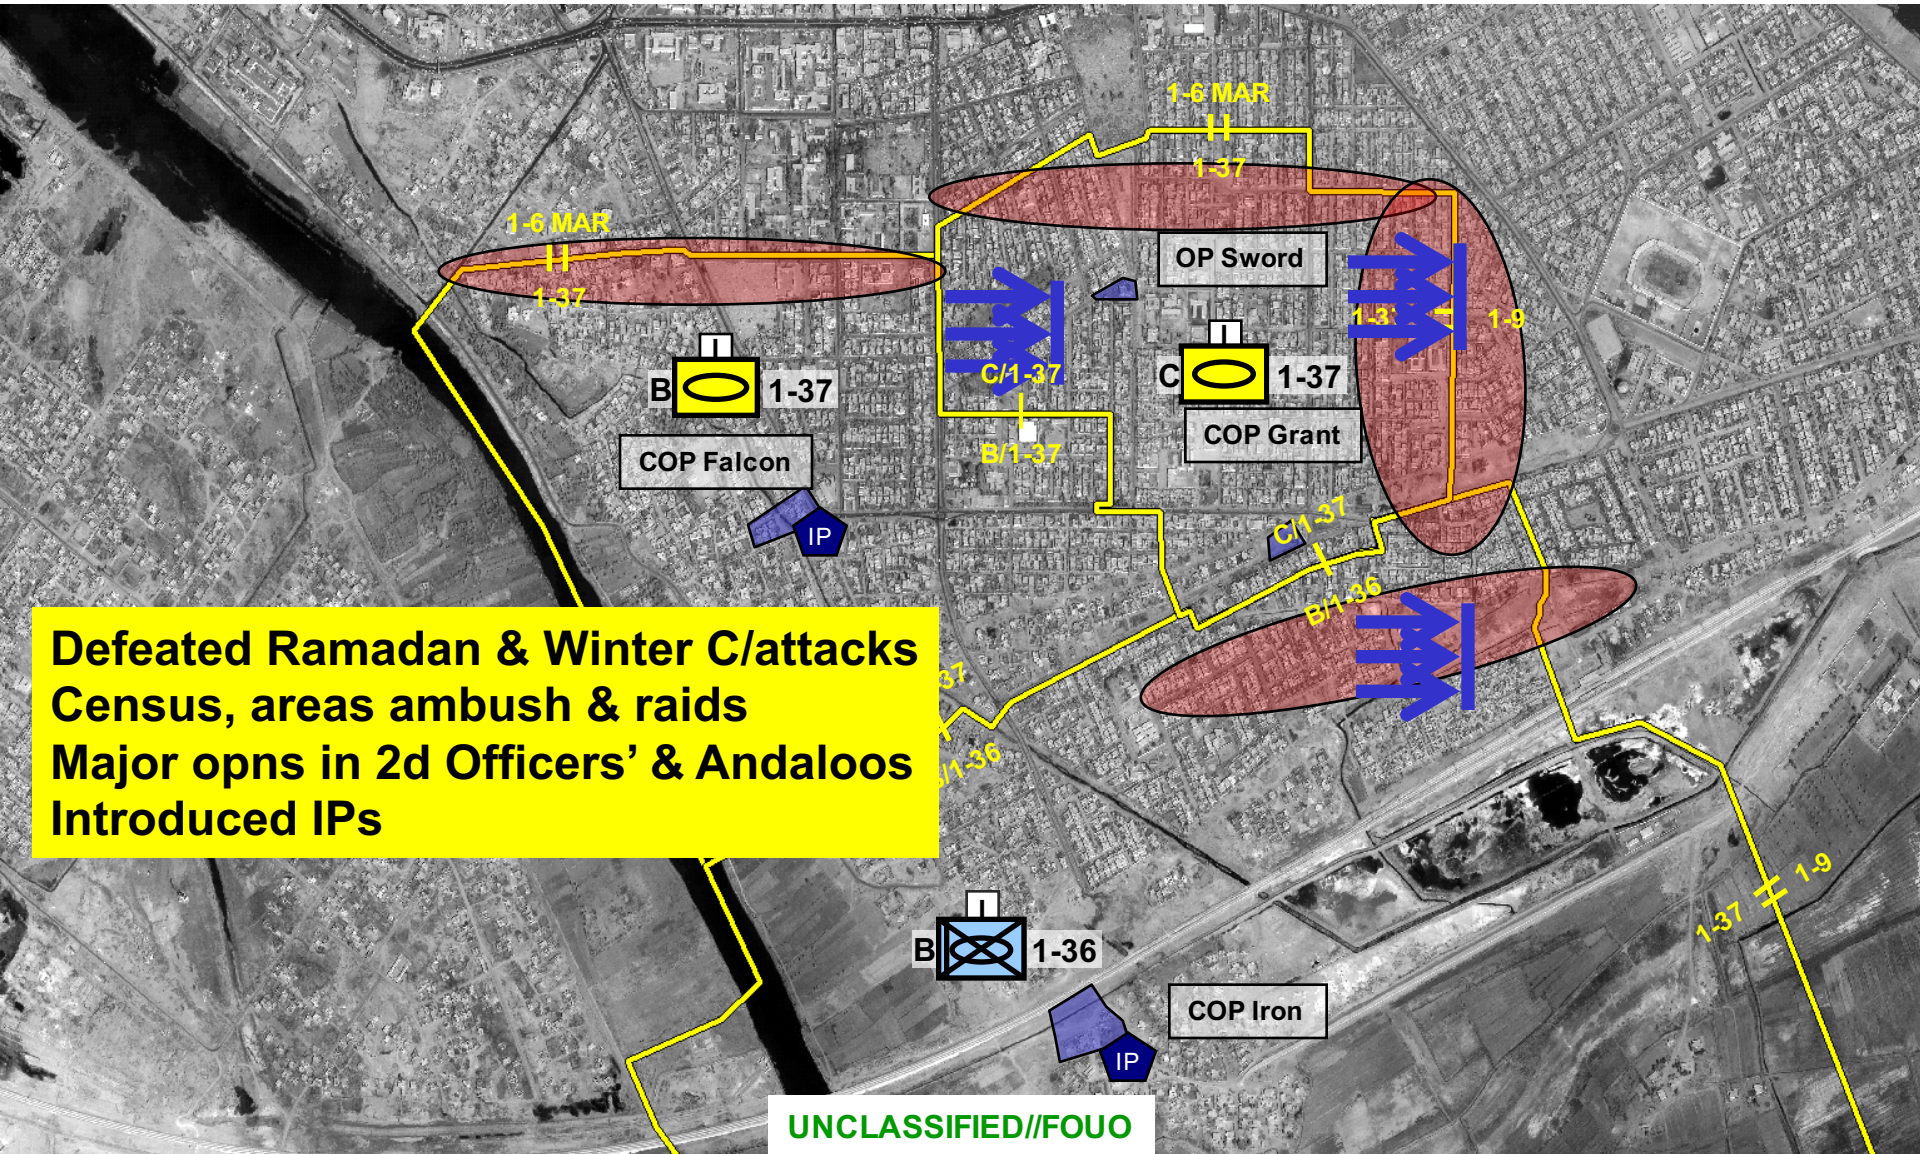 1-6 MAR
1-37
1-6 MAR
1-37
OP Sword
1-9
C/1-37
B/1-37
B
1-37
C
1-37
COP Falcon
COP Grant
IP
C/1-37
B/1-36
Defeated Ramadan & Winter C/attacks
Census, areas ambush & raids
Major opns in 2d Officers’ & Andaloos
Introduced IPs
37
/1-36
1-9
1-37
B
1-36
COP Iron
IP
UNCLASSIFIED//FOUO